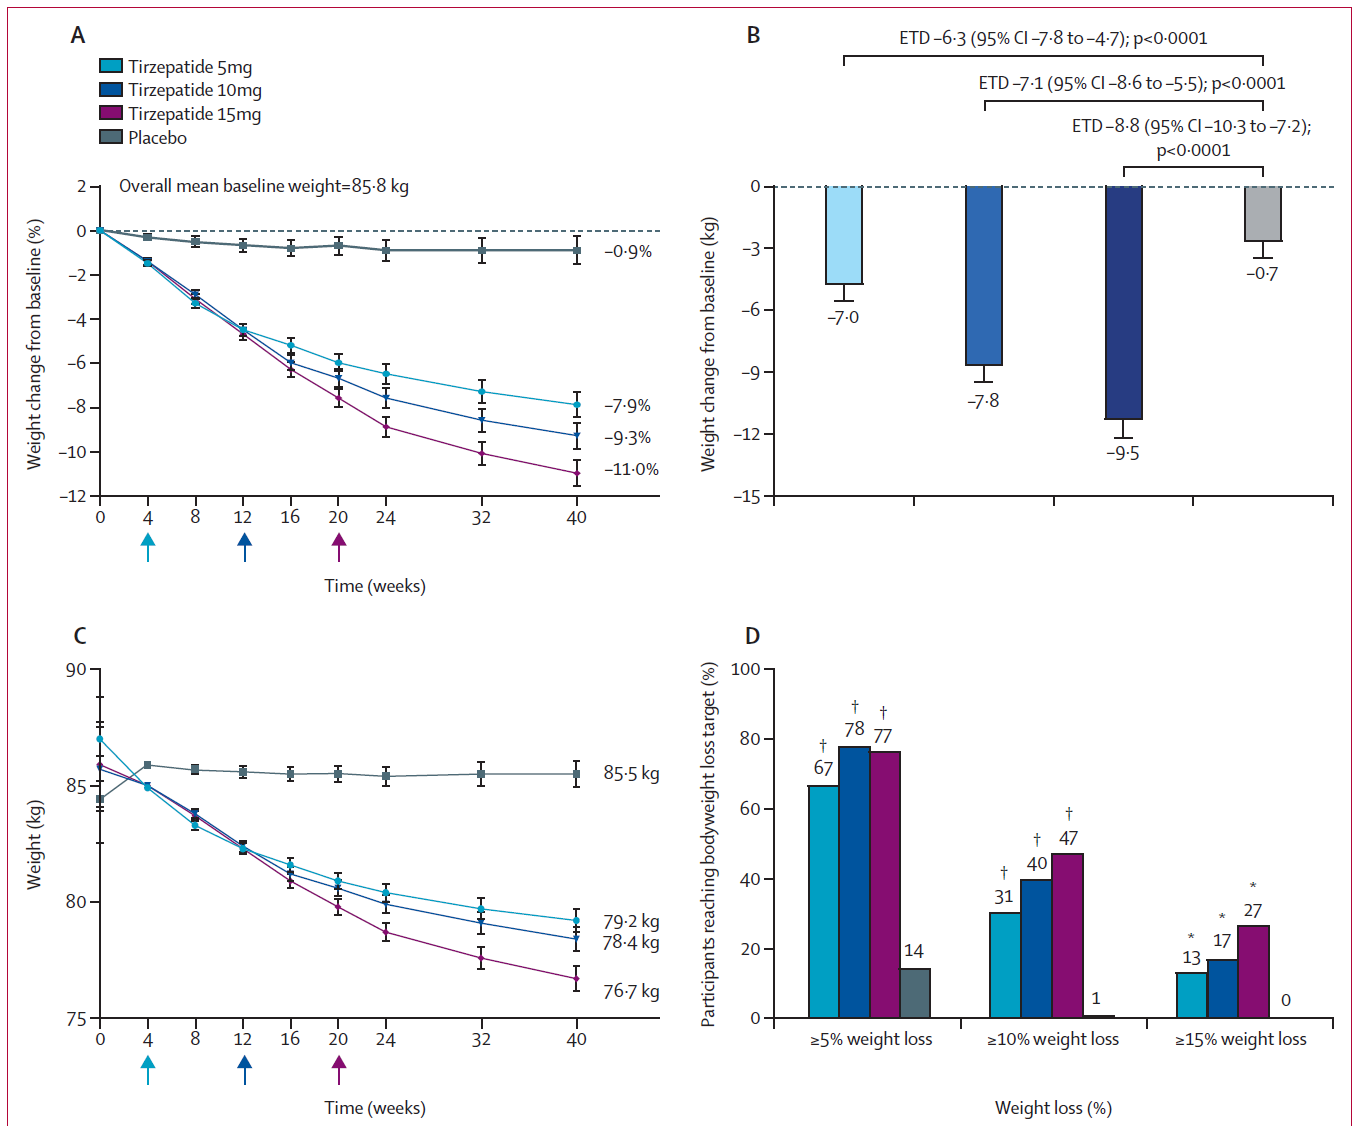 A
Tirzepatide 5mg
Tirzepatide 10mg
Tirzepatide 15mg
Placebo
Overall mean baseline weight=85·8 kg
Weight change from baseline (%)
2
0
–2
–4
–6
–8
–10
–12
–0·9%
–7·9%
–9·3%
–11·0%
0 4 8 12 16 20 24 32 40
Time (weeks)
B
ETD –6·3 (95% CI –7·8 to –4·7); p<0·0001
ETD –7·1 (95% CI –8·6 to –5·5); p<0·0001
ETD –8·8 (95% CI –10·3 to –7·2);
p<0·0001
Weight change from baseline (kg)
0
–3
–6
–9
–12
–15
–7·0
–7·8
–9·5
–0·7
C
Weight (kg)
90
85
80
75
85·5 kg
79·2 kg
78·4 kg
76·7 kg
0 4 8 12 16 20 24 32 40
Time (weeks)
D
Participants reaching bodyweight loss target (%)
100
80
60
40
20
0
†
67
†
78
†
77
14
†
31
†
40
†
47
1
*
13
*
17
*
27
0
≥5% weight loss
≥10% weight loss
≥15% weight loss
Weight loss (%)